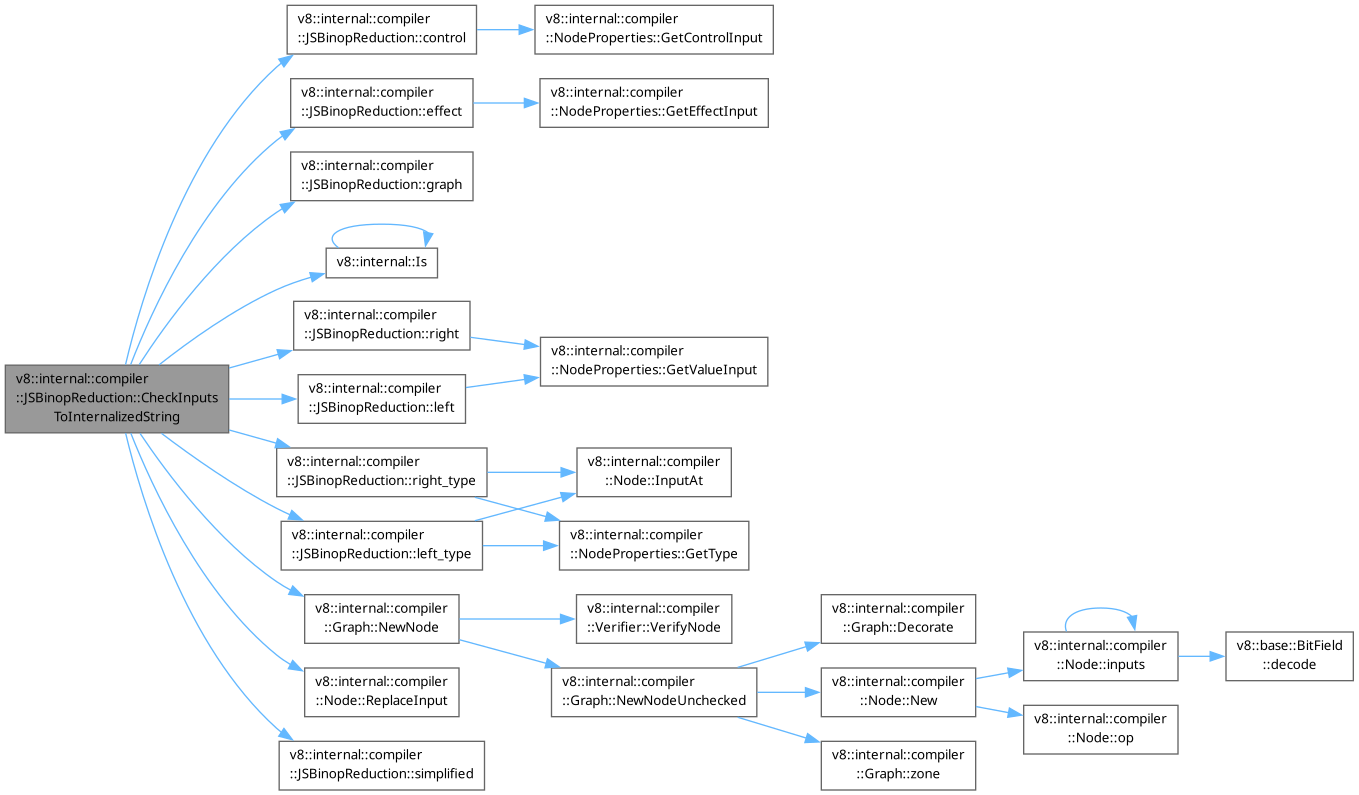 v8::internal::compiler
::JSBinopReduction::CheckInputs
ToInternalizedString
v8::internal::compiler
::JSBinopReduction::control
v8::internal::compiler
::NodeProperties::GetControlInput
v8::internal::compiler
::JSBinopReduction::effect
v8::internal::compiler
::NodeProperties::GetEffectInput
v8::internal::compiler
::JSBinopReduction::graph
v8::internal::Is
v8::internal::compiler
::JSBinopReduction::right
v8::internal::compiler
::NodeProperties::GetValueInput
v8::internal::compiler
::JSBinopReduction::left
v8::internal::compiler
::JSBinopReduction::right_type
v8::internal::compiler
::Node::InputAt
v8::internal::compiler
::JSBinopReduction::left_type
v8::internal::compiler
::NodeProperties::GetType
v8::internal::compiler
::Graph::NewNode
v8::internal::compiler
::Verifier::VerifyNode
v8::internal::compiler
::Graph::NewNodeUnchecked
v8::internal::compiler
::Graph::Decorate
v8::internal::compiler
::Node::New
v8::internal::compiler
::Node::inputs
v8::base::BitField
::decode
v8::internal::compiler
::Node::op
v8::internal::compiler
::Graph::zone
v8::internal::compiler
::Node::ReplaceInput
v8::internal::compiler
::JSBinopReduction::simplified